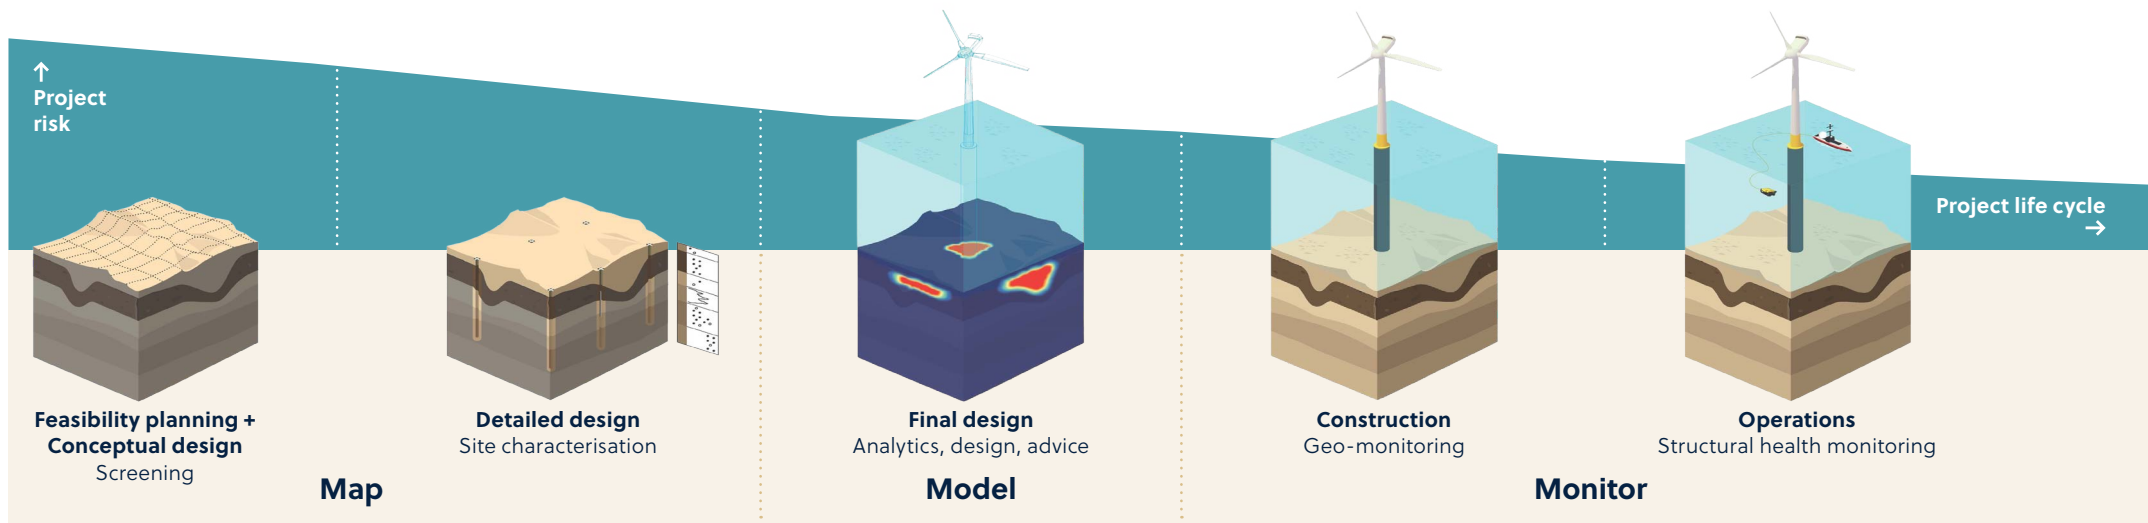 ↑
Project
risk
Project life cycle
→
Feasibility planning +
Conceptual design
Screening
Detailed design
Site characterisation
Final design
Analytics, design, advice
Construction
Geo-monitoring
Operations
Structural health monitoring
Map
Model
Monitor